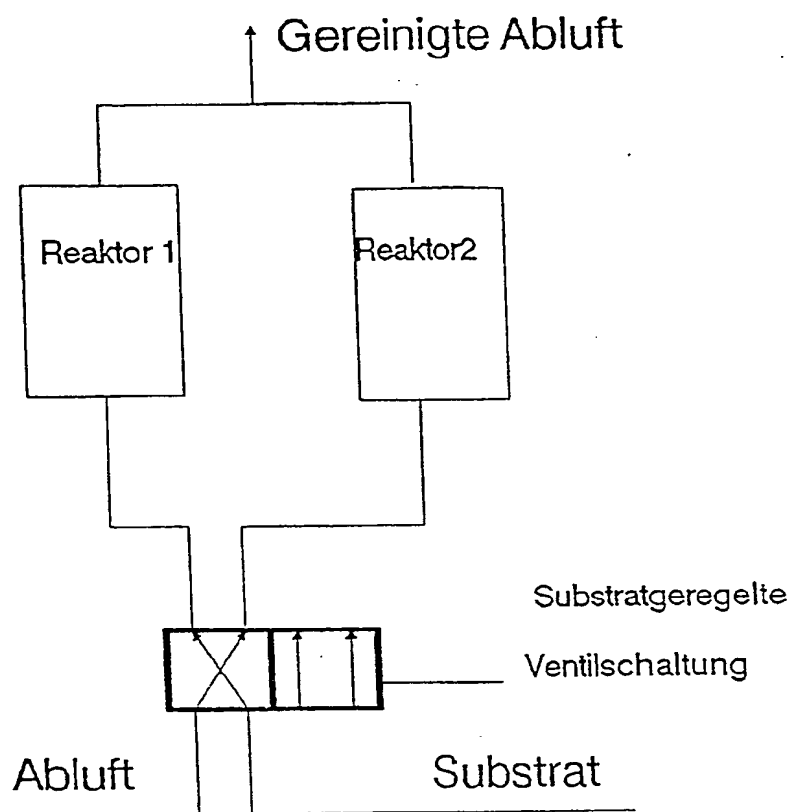 Gereinigte Abluft
Reaktor 1
Reaktor2
Substratgeregelte
Ventilschaltung
Abluft
Substrat